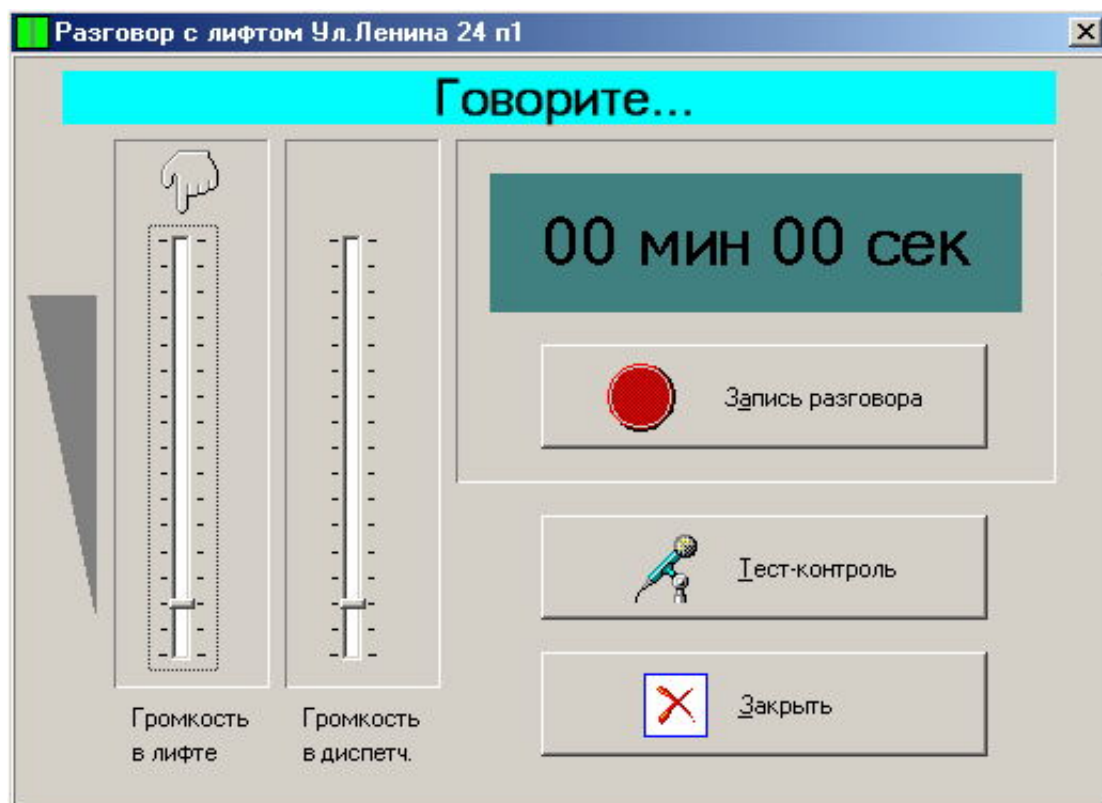 Разговор с лифтом Ул.Ленина 24 п1
Говорите...
00 мин 00 сек
Запись разговора
Тест-контроль
Закрыть
Громкость
в лифте
Громкость
в диспетч.